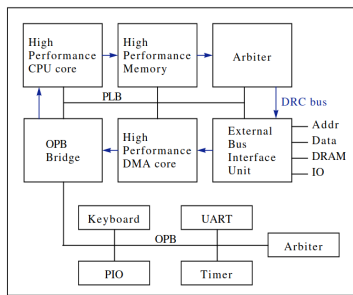 High
Performance
CPU core
High
Performance
Memory
Arbiter
PLB
DRC bus
OPB
Bridge
High
Performance
DMA core
External
Bus
Interface
Unit
Addr
Data
DRAM
IO
Keyboard
UART
OPB
Arbiter
PIO
Timer